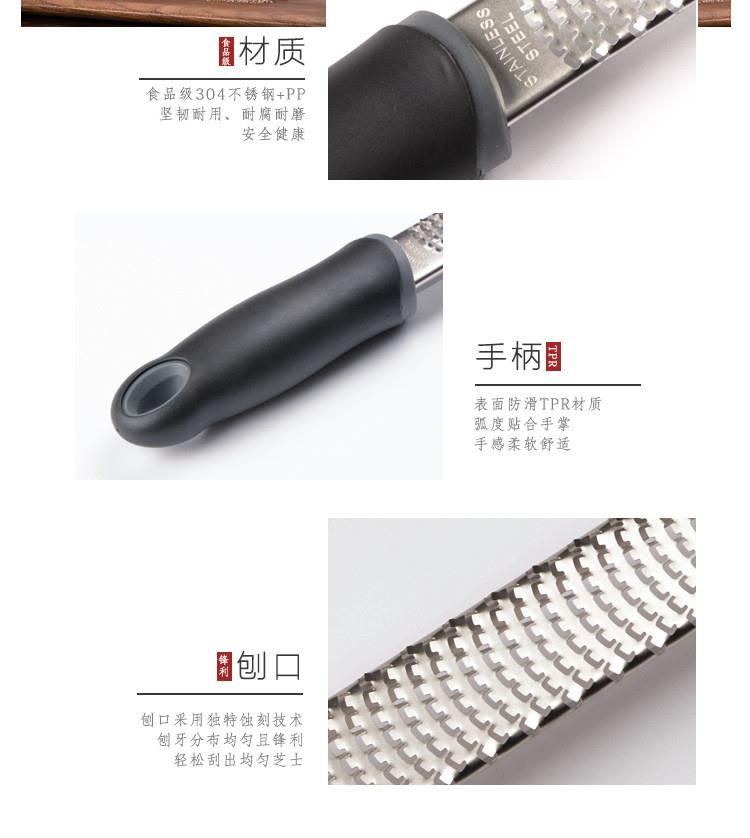 食品级 材质
食品级304不锈钢+PP
坚韧耐用、耐腐耐磨
安全健康
STAINLESS
STEEL
手柄 TPR
表面防滑TPR材质
弧度贴合手掌
手感柔软舒适
锋利 刨口
刨口采用独特蚀刻技术
刨牙分布均匀且锋利
轻松刮出均匀芝士